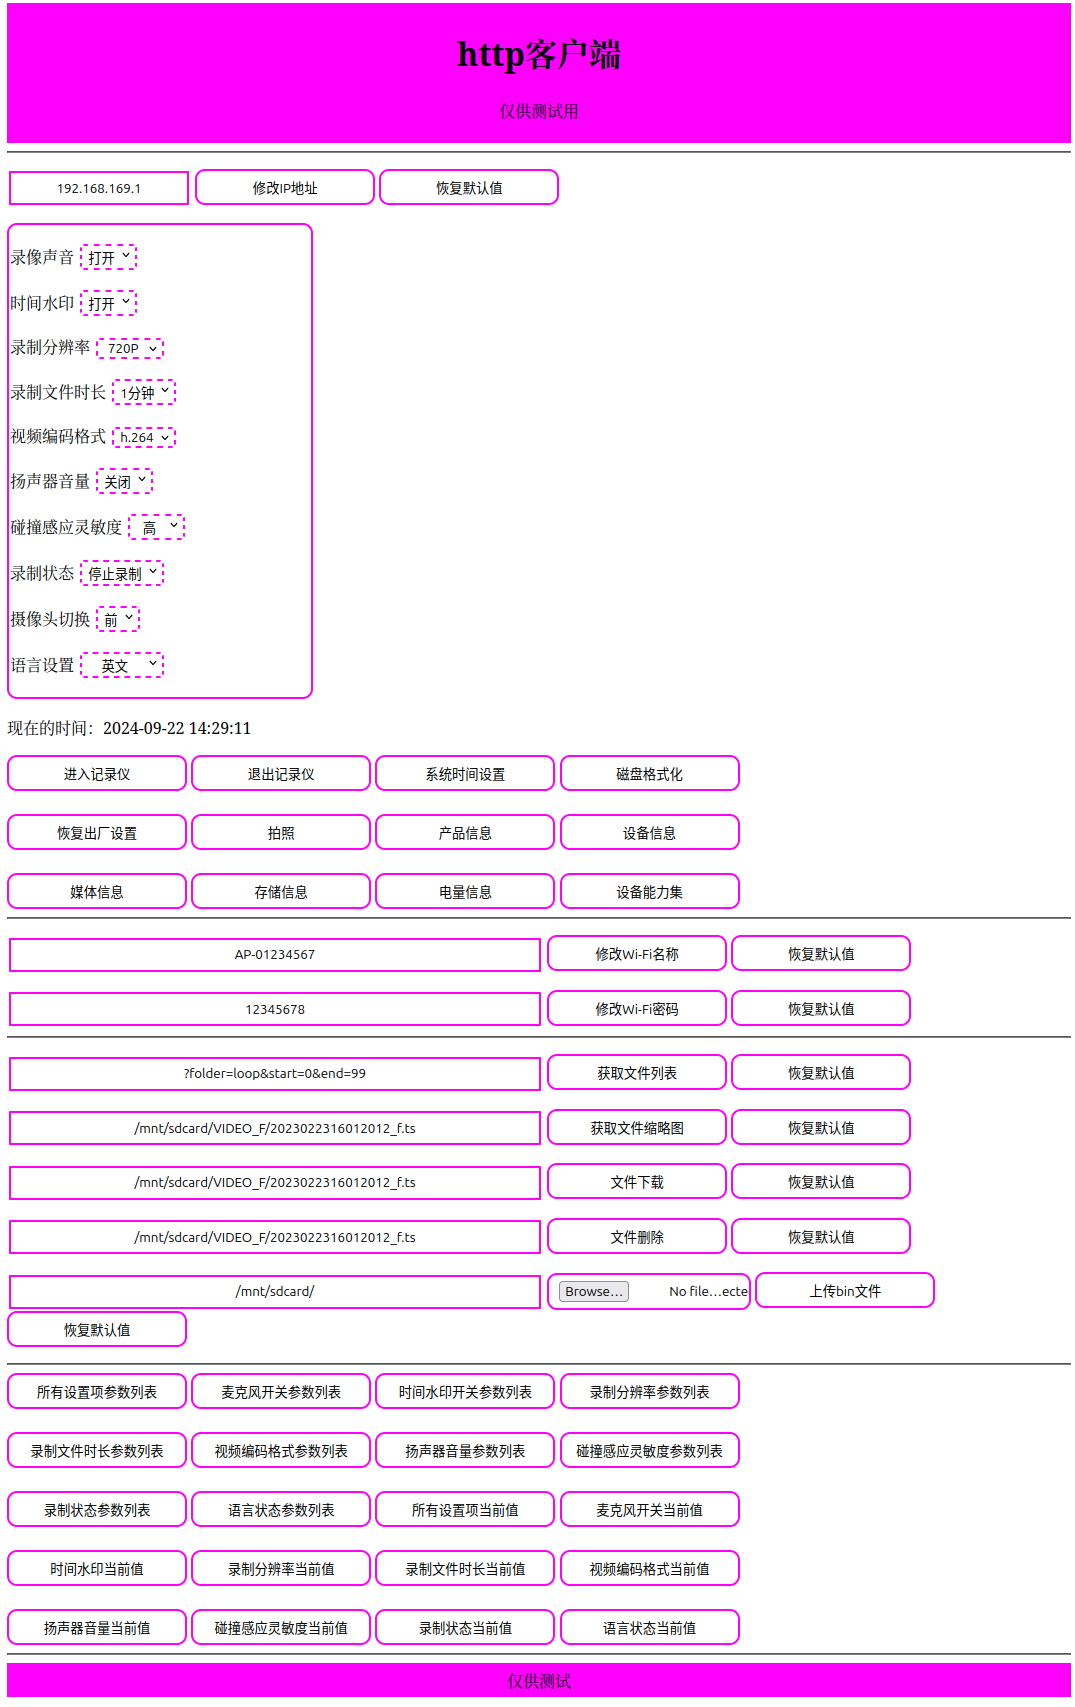 http客户端
仅供测试用
192.168.169.1 修改IP地址 恢复默认值
录像声音 打开
时间水印 打开
录制分辨率 720P
录制文件时长 1分钟
视频编码格式 h.264
扬声器音量 关闭
碰撞感应灵敏度 高
录制状态 停止录制
摄像头切换 前
语言设置 英文
现在的时间：2024-09-22 14:29:11
进入记录仪 退出记录仪 系统时间设置 磁盘格式化
恢复出厂设置 拍照 产品信息 设备信息
媒体信息 存储信息 电量信息 设备能力集
AP-01234567 修改Wi-Fi名称 恢复默认值
12345678 修改Wi-Fi密码 恢复默认值
?folder=loop&start=0&end=99 获取文件列表 恢复默认值
/mnt/sdcard/VIDEO_F/2023022316012012_f.ts 获取文件缩略图 恢复默认值
/mnt/sdcard/VIDEO_F/2023022316012012_f.ts 文件下载 恢复默认值
/mnt/sdcard/VIDEO_F/2023022316012012_f.ts 文件删除 恢复默认值
/mnt/sdcard/ Browse... No file...ecte 上传bin文件
恢复默认值
所有设置项参数列表 麦克风开关参数列表 时间水印开关参数列表 录制分辨率参数列表
录制文件时长参数列表 视频编码格式参数列表 扬声器音量参数列表 碰撞感应灵敏度参数列表
录制状态参数列表 语言状态参数列表 所有设置项当前值 麦克风开关当前值
时间水印当前值 录制分辨率当前值 录制文件时长当前值 视频编码格式当前值
扬声器音量当前值 碰撞感应灵敏度当前值 录制状态当前值 语言状态当前值
仅供测试